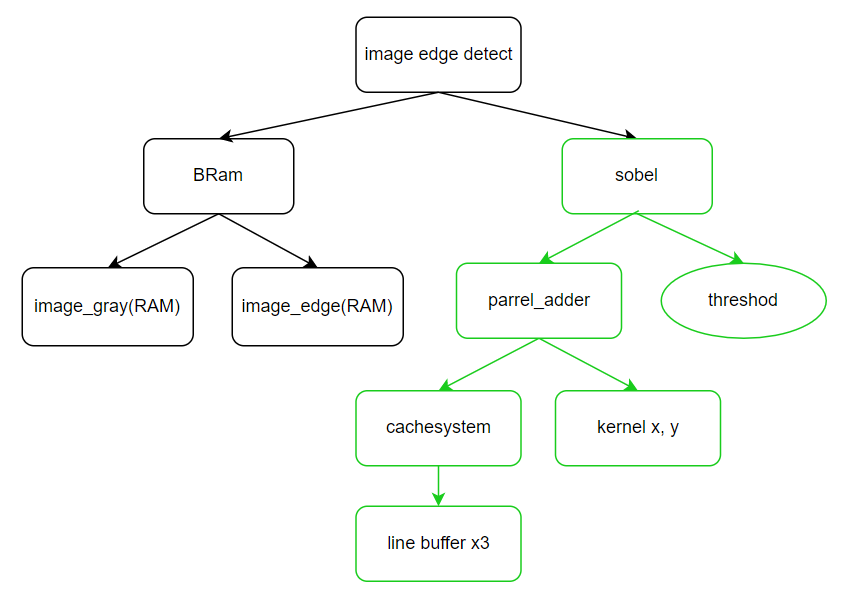 image edge detect
BRam
sobel
image_gray(RAM)
image_edge(RAM)
parrel_adder
threshod
cachesystem
kernel x, y
line buffer x3